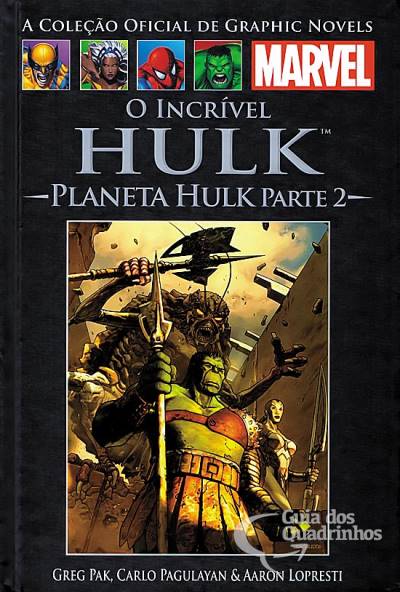 A Coleção Oficial de Graphic Novels
MARVEL
O Incrível
HULK™
Planeta Hulk Parte 2
Guia dos
Quadrinhos
Greg Pak, Carlo Pagulayan & Aaron Lopresti